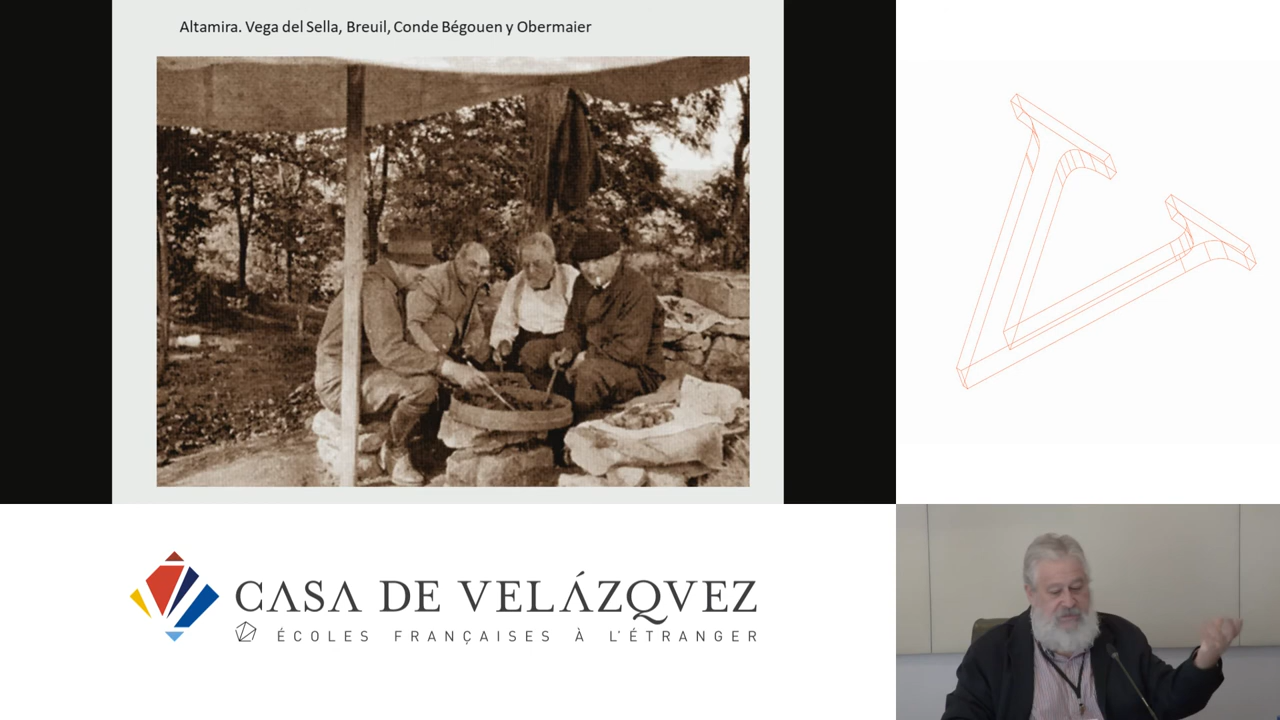 Altamira. Vega del Sella, Breuil, Conde Bégouen y Obermaier
CASA DE VELÁZQVEZ
ÉCOLES FRANÇAISES À L'ÉTRANGER